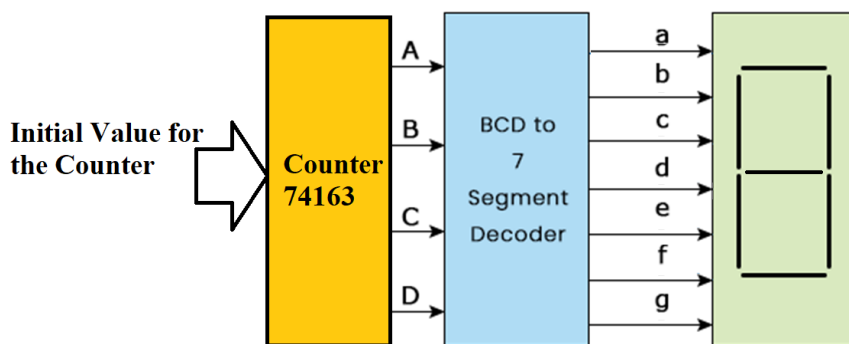 Initial Value for
the Counter
Counter
74163
A
B
C
D
BCD to
7
Segment
Decoder
a
b
c
d
e
f
g